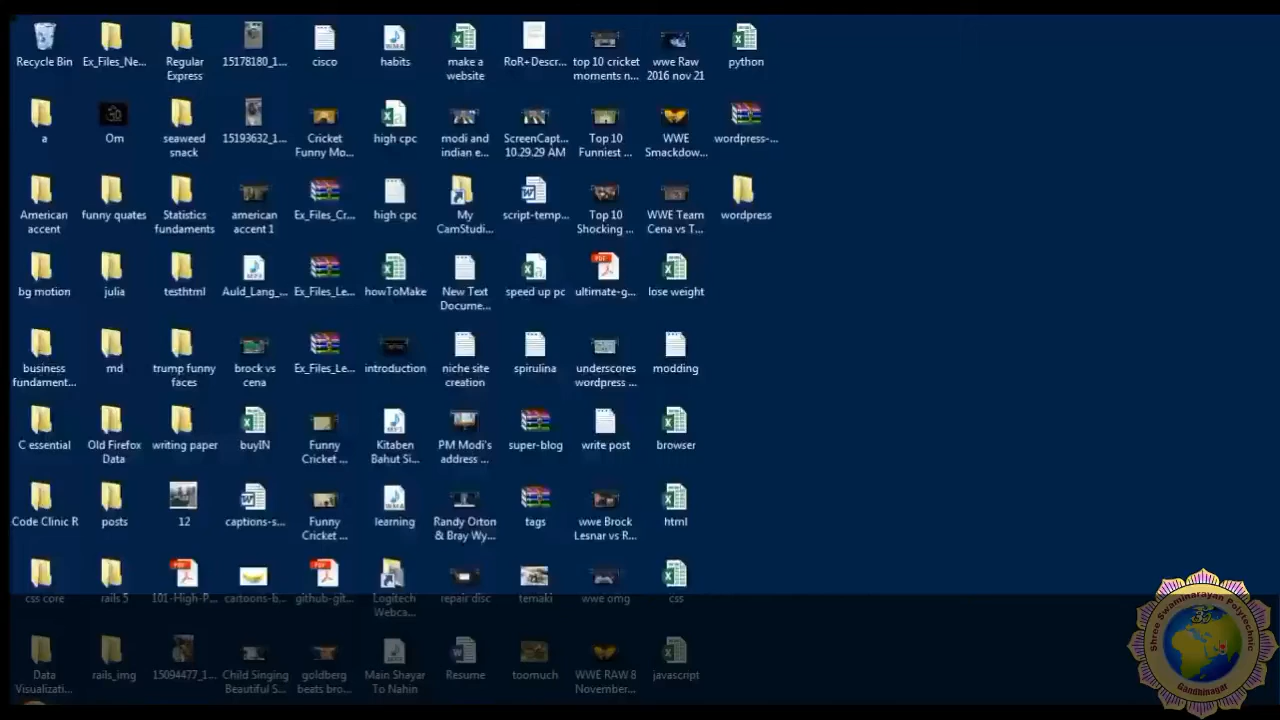 Recycle Bin
Ex_Files_Ne...
Regular
Express
15178180_1...
cisco
habits
make a
website
RoR+Descr...
top 10 cricket
moments n...
wwe Raw
2016 nov 21
python
a
Om
seaweed
snack
15193632_1...
Cricket
Funny Mo...
high cpc
modi and
indian e...
ScreenCapt...
10.29.29 AM
Top 10
Funniest ...
WWE
Smackdow...
wordpress-...
American
accent
funny quates
Statistics
fundaments
american
accent 1
Ex_Files_Cr...
high cpc
My
CamStudi...
script-temp...
Top 10
Shocking ...
WWE Team
Cena vs T...
wordpress
bg motion
julia
testhtml
Auld_Lang_...
Ex_Files_Le...
howToMake
New Text
Docume...
speed up pc
ultimate-g...
lose weight
business
fundament...
md
trump funny
faces
brock vs
cena
Ex_Files_Le...
introduction
niche site
creation
spirulina
underscores
wordpress ...
modding
C essential
Old Firefox
Data
writing paper
buyIN
Funny
Cricket ...
Kitaben
Bahut Si...
PM Modi's
address ...
super-blog
write post
browser
Code Clinic R
posts
12
captions-s...
Funny
Cricket ...
learning
Randy Orton
& Bray Wy...
tags
wwe Brock
Lesnar vs R...
html
css core
rails 5
101-High-P...
cartoons-b...
github-git...
Logitech
Webca...
repair disc
temaki
wwe omg
css
Data
Visualizati...
rails_img
15094477_1...
Child Singing
Beautiful S...
goldberg
beats bro...
Main Shayar
To Nahin
Resume
toomuch
WWE RAW 8
November...
javascript
Shree Swaminarayan Polytechnic
Gandhinagar